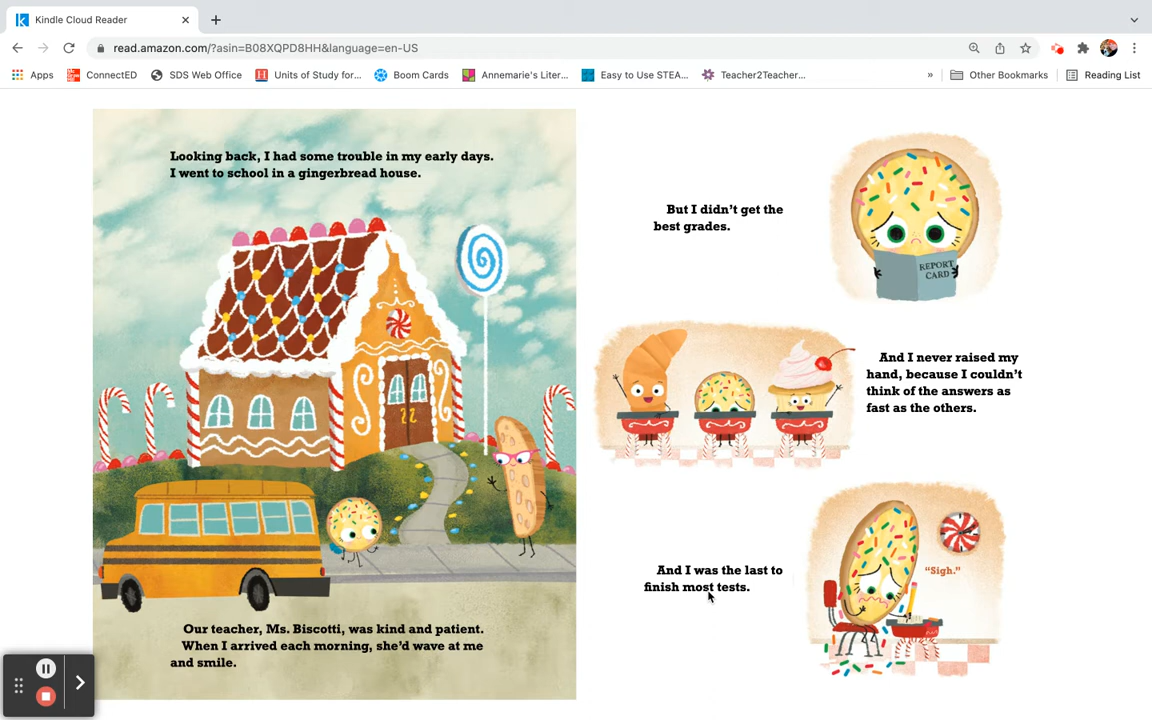 Kindle Cloud Reader
read.amazon.com/?asin=B08XQPD8HH&language=en-US
Apps
ConnectED
SDS Web Office
Units of Study for...
Boom Cards
Annemarie's Liter...
Easy to Use STEA...
Teacher2Teacher...
»
Other Bookmarks
Reading List
Looking back, I had some trouble in my early days.
I went to school in a gingerbread house.
Our teacher, Ms. Biscotti, was kind and patient.
When I arrived each morning, she’d wave at me
and smile.
But I didn’t get the
best grades.
REPORT
CARD
And I never raised my
hand, because I couldn’t
think of the answers as
fast as the others.
And I was the last to
finish most tests.
“Sigh.”